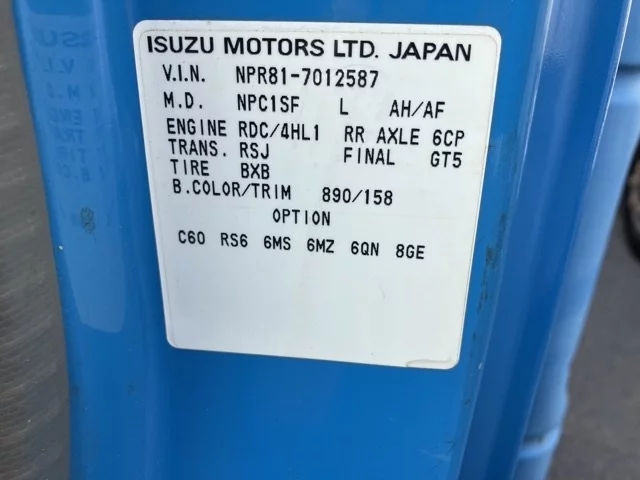 ISUZU MOTORS LTD. JAPAN
V.I.N. NPR81-7012587
M.D. NPC1SF L AH/AF
ENGINE RDC/4HL1 RR AXLE 6CP
TRANS. RSJ FINAL GT5
TIRE BXB
B.COLOR/TRIM 890/158
OPTION
C60 RS6 6MS 6MZ 6QN 8GE